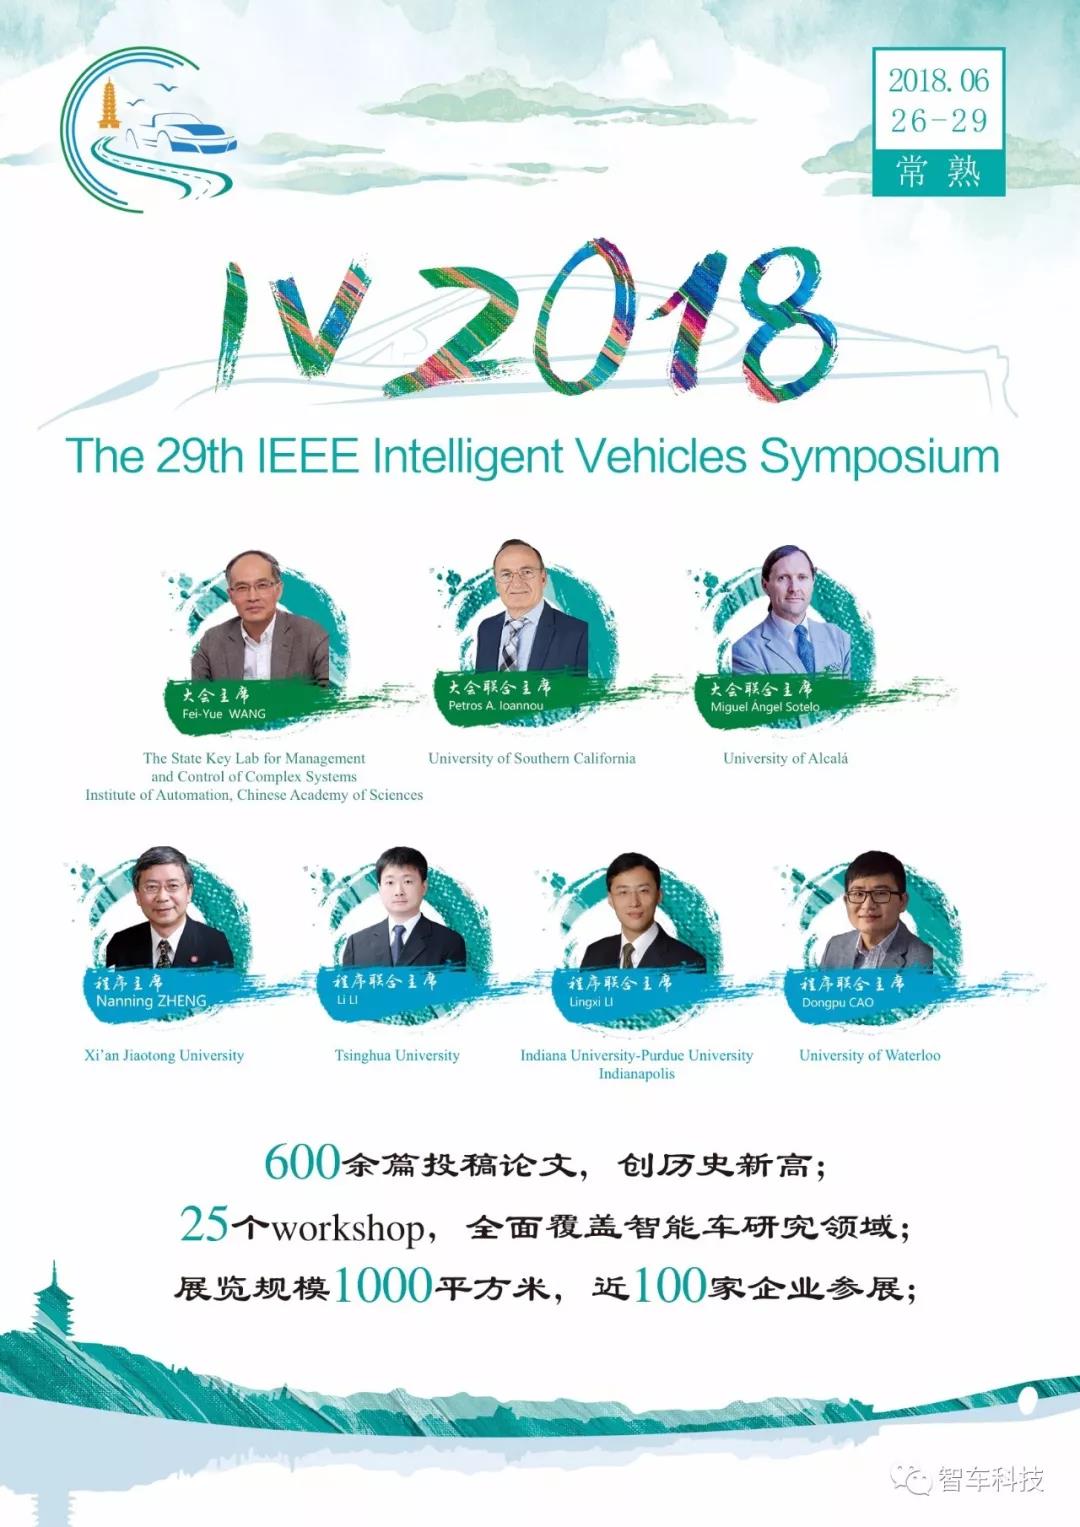 2018.06
26-29
常熟
IV2018
The 29th IEEE Intelligent Vehicles Symposium
大会主席
Fei-Yue WANG
大会联合主席
Petros A. Ioannou
大会联合主席
Miguel Ángel Sotelo
The State Key Lab for Management
and Control of Complex Systems
Institute of Automation, Chinese Academy of Sciences
University of Southern California
University of Alcalá
程序主席
Nanning ZHENG
程序联合主席
Li LI
程序联合主席
Lingxi LI
程序联合主席
Dongpu CAO
Xi'an Jiaotong University
Tsinghua University
Indiana University-Purdue University
Indianapolis
University of Waterloo
600余篇投稿论文，创历史新高；
25个workshop，全面覆盖智能车研究领域；
展览规模1000平方米，近100家企业参展；
智车科技